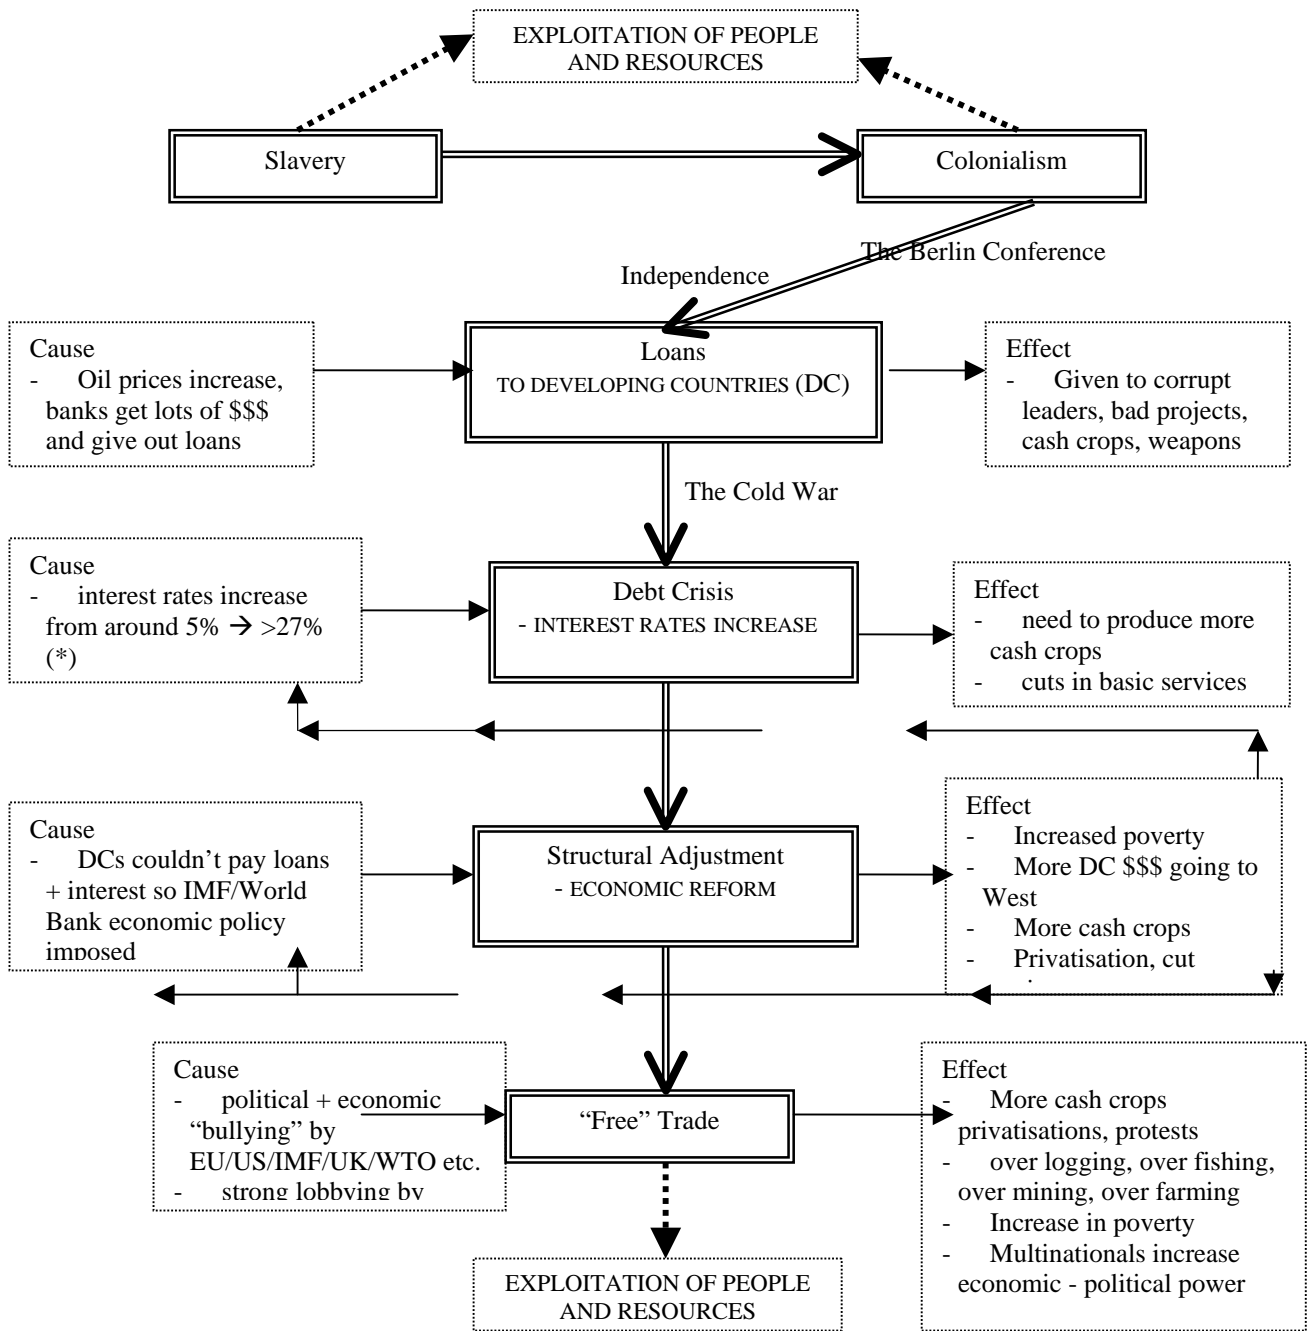 EXPLOITATION OF PEOPLE
AND RESOURCES
Slavery
Colonialism
The Berlin Conference
Independence
Cause
- Oil prices increase,
banks get lots of $$$
and give out loans
Loans
TO DEVELOPING COUNTRIES (DC)
Effect
- Given to corrupt
leaders, bad projects,
cash crops, weapons
The Cold War
Cause
- interest rates increase
from around 5% → >27%
(*)
Debt Crisis
- INTEREST RATES INCREASE
Effect
- need to produce more
cash crops
- cuts in basic services
Cause
- DCs couldn’t pay loans
+ interest so IMF/World
Bank economic policy
imposed
Structural Adjustment
- ECONOMIC REFORM
Effect
- Increased poverty
- More DC $$$ going to
West
- More cash crops
- Privatisation, cut
Cause
- political + economic
“bullying” by
EU/US/IMF/UK/WTO etc.
- strong lobbying by
“Free” Trade
Effect
- More cash crops
privatisations, protests
- over logging, over fishing,
over mining, over farming
- Increase in poverty
- Multinationals increase
economic - political power
EXPLOITATION OF PEOPLE
AND RESOURCES